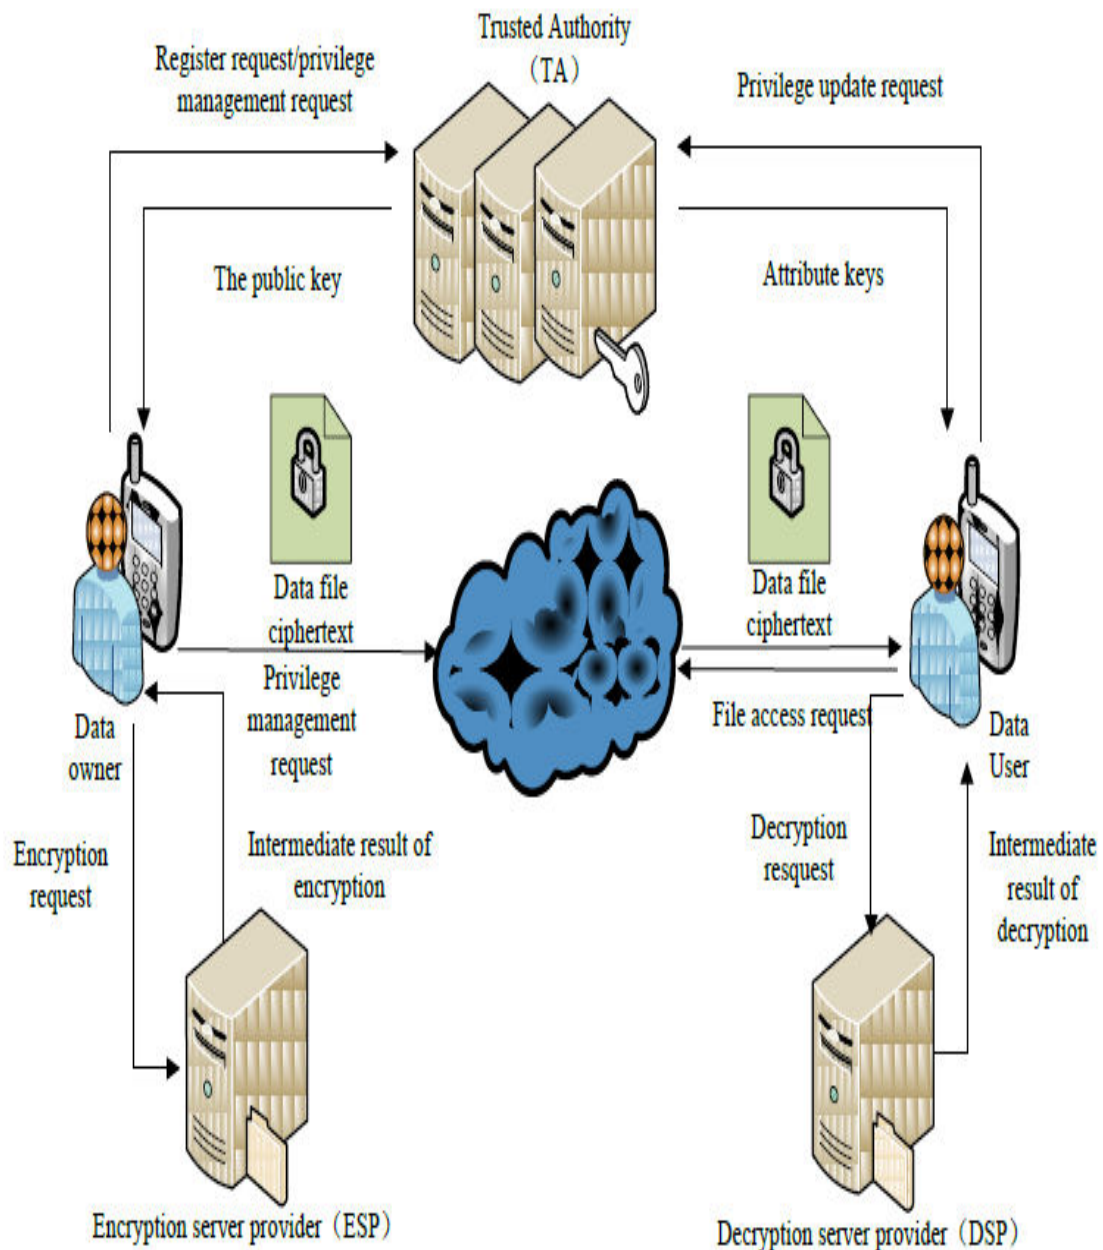 Trusted Authority
（TA）
Register request/privilege
management request
Privilege update request
The public key
Attribute keys
Data file
ciphertext
Privilege
management
request
Data file
ciphertext
File access request
Data
owner
Data
User
Encryption
request
Intermediate result of
encryption
Decryption
resquest
Intermediate
result of
decryption
Encryption server provider（ESP）
Decryption server provider（DSP）